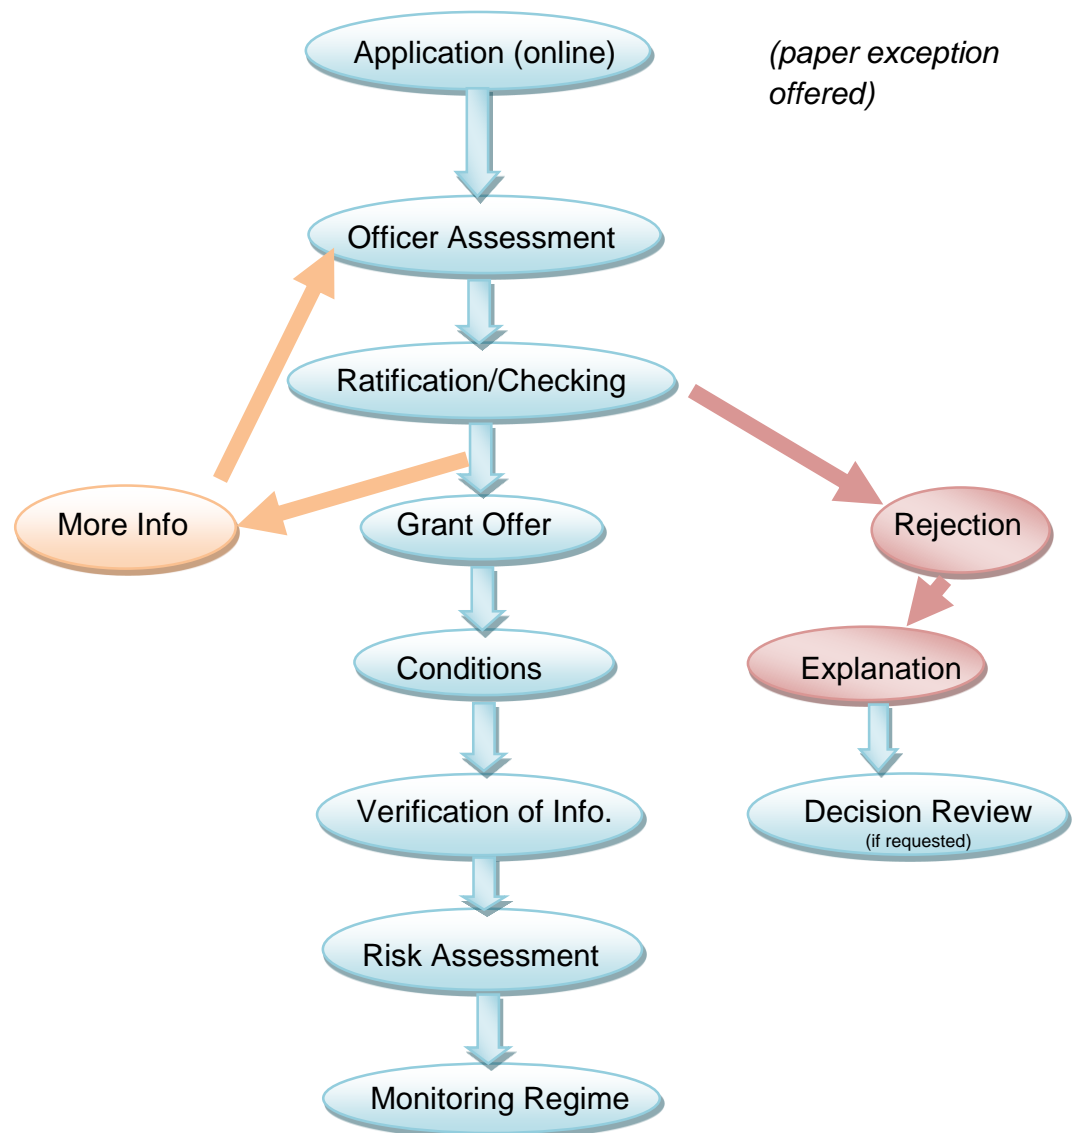 Application (online)
(paper exception
offered)
Officer Assessment
Ratification/Checking
More Info
Grant Offer
Rejection
Conditions
Explanation
Verification of Info.
Decision Review
(if requested)
Risk Assessment
Monitoring Regime